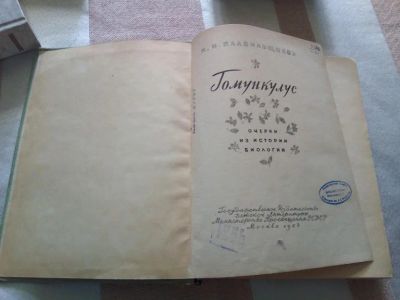 Гомункулус
ОЧЕРКИ
ИЗ ИСТОРИИ
БИОЛОГИИ
Государственное Издательство
Детской Литературы
Министерства Просвещения РСФСР
Москва